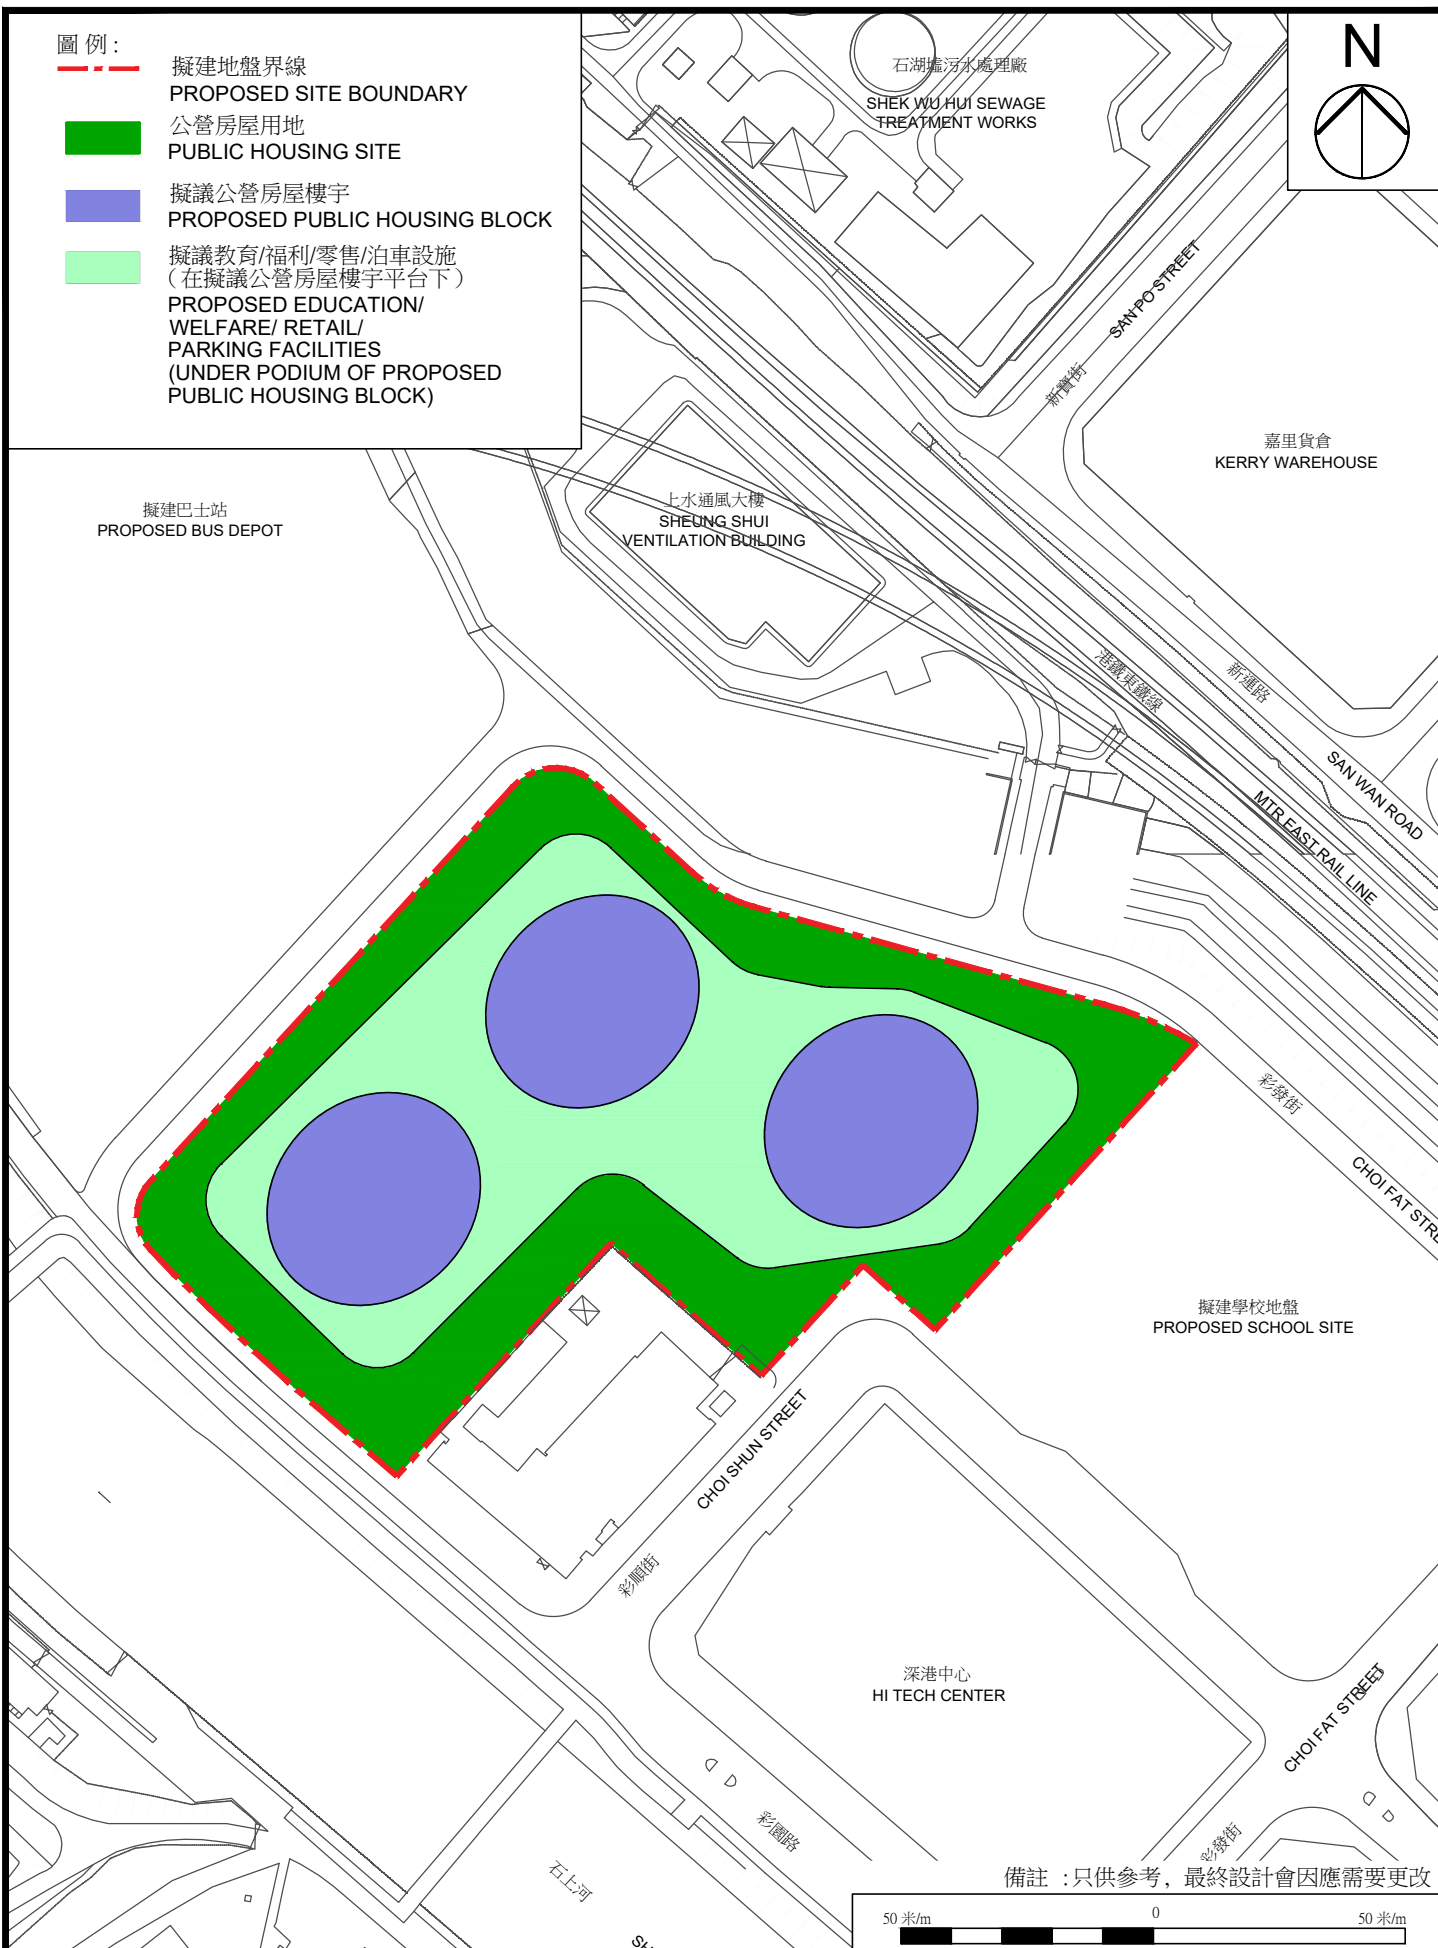 圖例:
擬建地盤界線
PROPOSED SITE BOUNDARY
公營房屋用地
PUBLIC HOUSING SITE
擬議公營房屋樓宇
PROPOSED PUBLIC HOUSING BLOCK
擬議教育/福利/零售/泊車設施
(在擬議公營房屋樓宇平台下)
PROPOSED EDUCATION/
WELFARE/ RETAIL/
PARKING FACILITIES
(UNDER PODIUM OF PROPOSED
PUBLIC HOUSING BLOCK)
石湖墟污水處理廠
SHEK WU HUI SEWAGE
TREATMENT WORKS
N
SAN PO STREET
新寶街
嘉里貨倉
KERRY WAREHOUSE
擬建巴士站
PROPOSED BUS DEPOT
上水通風大樓
SHEUNG SHUI
VENTILATION BUILDING
港鐵東鐵線
新運路
SAN WAN ROAD
MTR EAST RAIL LINE
彩發街
CHOI FAT STRE
擬建學校地盤
PROPOSED SCHOOL SITE
CHOI SHUN STREET
彩順街
深港中心
HI TECH CENTER
CHOI FAT STREET
彩發街
彩園路
石上河
備註 :只供參考，最終設計會因應需要更改
50 米/m
0
50 米/m